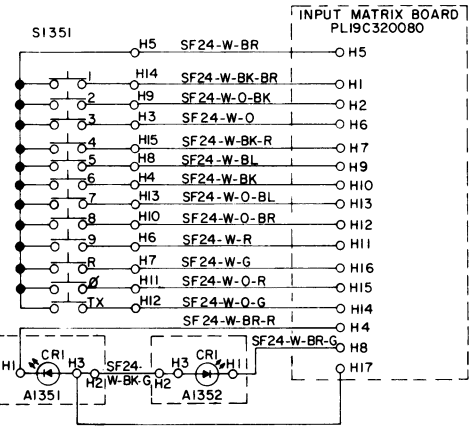 INPUT MATRIX BOARD
PL19C320080
S1351
H5 SF24-W-BR H5
1 H14 SF24-W-BK-BR H1
2 H9 SF24-W-O-BK H2
3 H3 SF24-W-O H6
4 H15 SF24-W-BK-R H7
5 H8 SF24-W-BL H9
6 H4 SF24-W-BK H10
7 H13 SF24-W-O-BL H13
8 H10 SF24-W-O-BR H12
9 H6 SF24-W-R H11
R H7 SF24-W-G H16
Ø H11 SF24-W-O-R H15
TX H12 SF24-W-O-G H14
SF24-W-BR-R H4
SF24-W-BR-G H8
H17
H1 CR1 H3 H2 SF24-W-BK-G H2 H3 CR1 H1
A1351 A1352